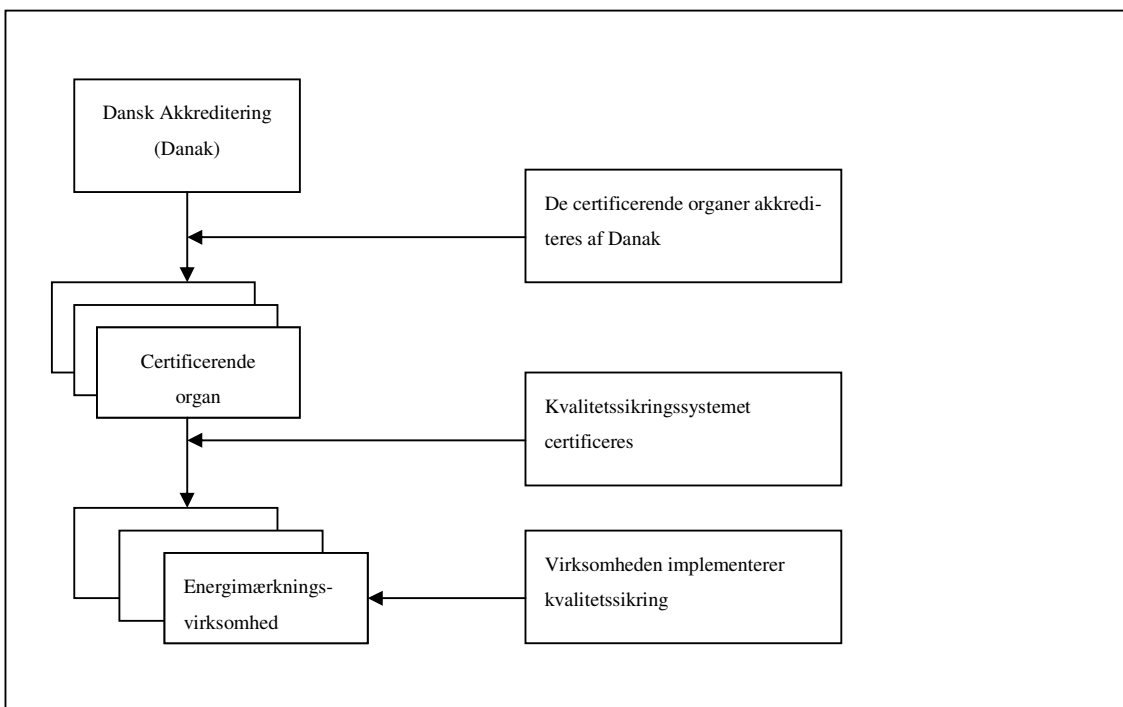 Dansk Akkreditering
(Danak)
De certificerende organer akkredi-
teres af Danak
Certificerende
organ
Kvalitetssikringssystemet
certificeres
Energimærknings-
virksomhed
Virksomheden implementerer
kvalitetssikring